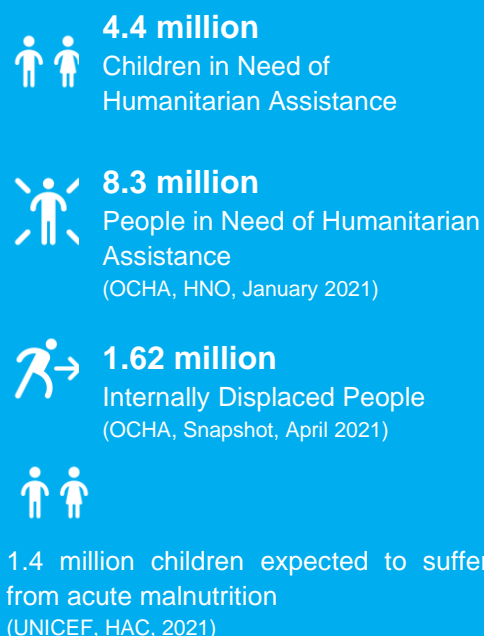 4.4 million
Children in Need of
Humanitarian Assistance
8.3 million
People in Need of Humanitarian
Assistance
(OCHA, HNO, January 2021)
1.62 million
Internally Displaced People
(OCHA, Snapshot, April 2021)
1.4 million children expected to suffer
from acute malnutrition
(UNICEF, HAC, 2021)